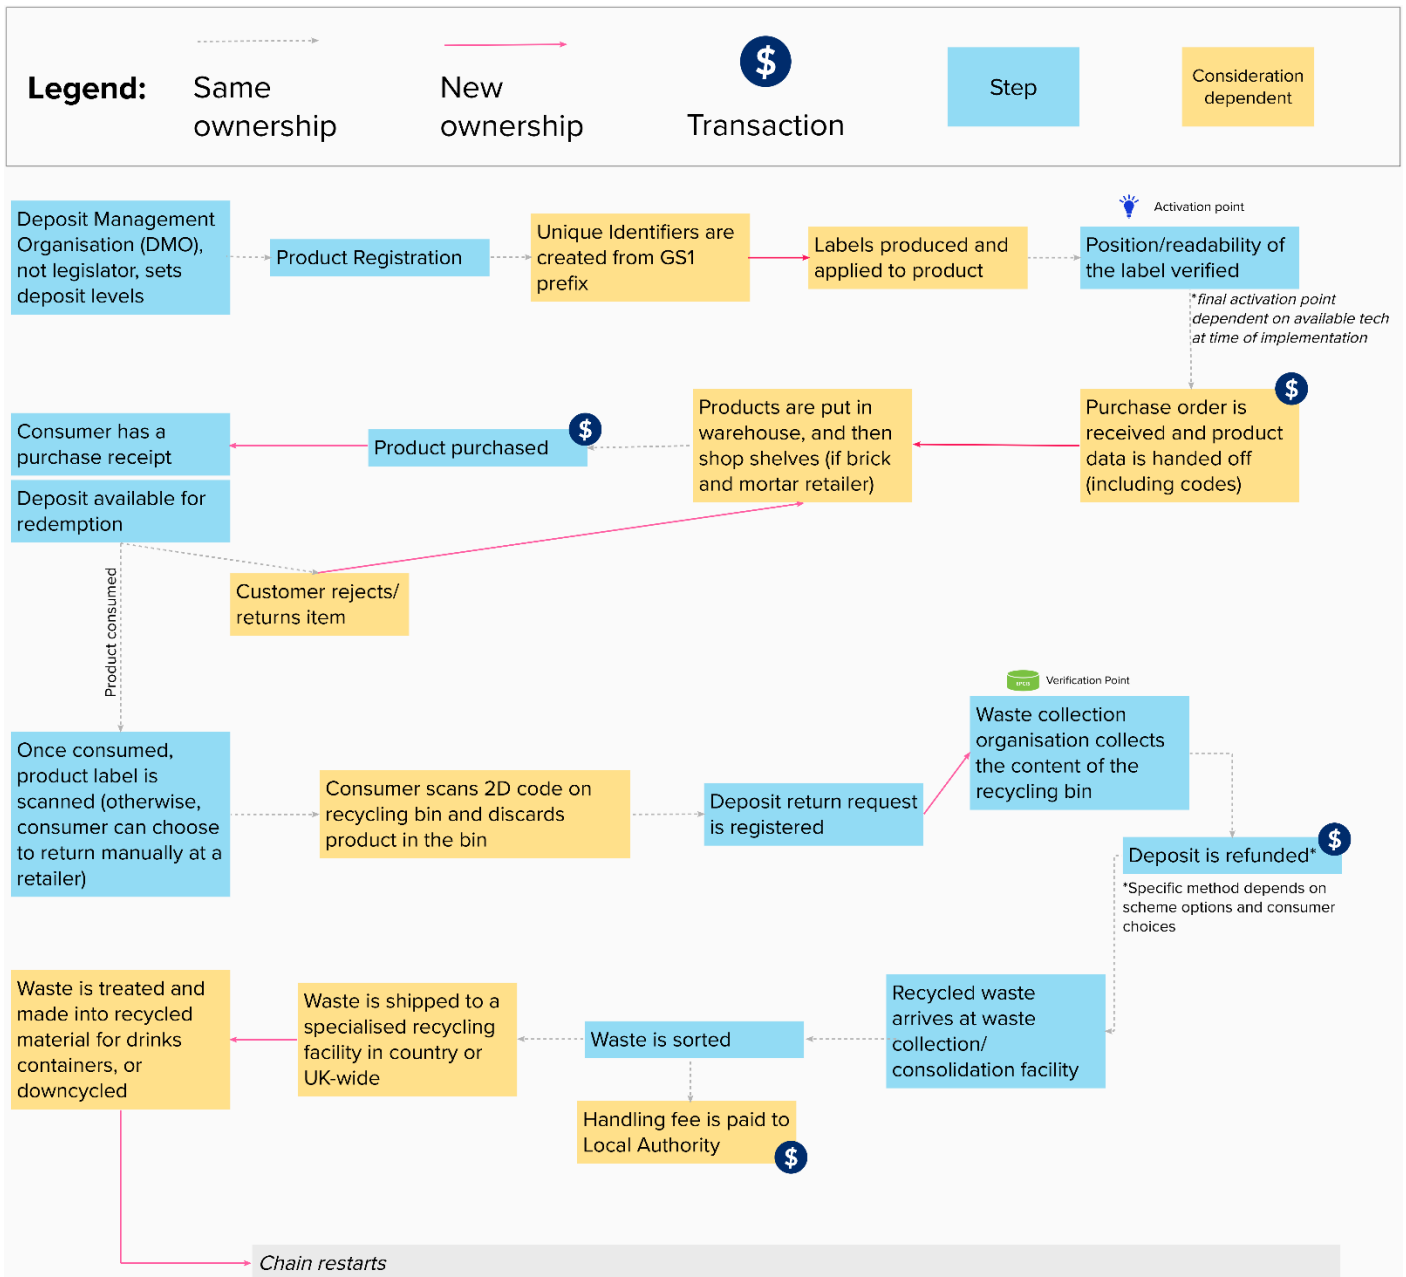 Legend:
Same
ownership
New
ownership
$
Transaction
Step
Consideration
dependent
Deposit Management
Organisation (DMO),
not legislator, sets
deposit levels
Product Registration
Unique Identifiers are
created from GS1
prefix
Labels produced and
applied to product
Activation point
Position/readability of
the label verified
*final activation point
dependent on available tech
at time of implementation
Consumer has a
purchase receipt
Product purchased
$
Products are put in
warehouse, and then
shop shelves (if brick
and mortar retailer)
$
Purchase order is
received and product
data is handed off
(including codes)
Deposit available for
redemption
Customer rejects/
returns item
Product consumed
Verification Point
Once consumed,
product label is
scanned (otherwise,
consumer can choose
to return manually at a
retailer)
Consumer scans 2D code on
recycling bin and discards
product in the bin
Deposit return request
is registered
Waste collection
organisation collects
the content of the
recycling bin
$
Deposit is refunded*
*Specific method depends on
scheme options and consumer
choices
Waste is treated and
made into recycled
material for drinks
containers, or
downcycled
Waste is shipped to a
specialised recycling
facility in country or
UK-wide
Waste is sorted
Recycled waste
arrives at waste
collection/
consolidation facility
Handling fee is paid to
Local Authority
$
Chain restarts